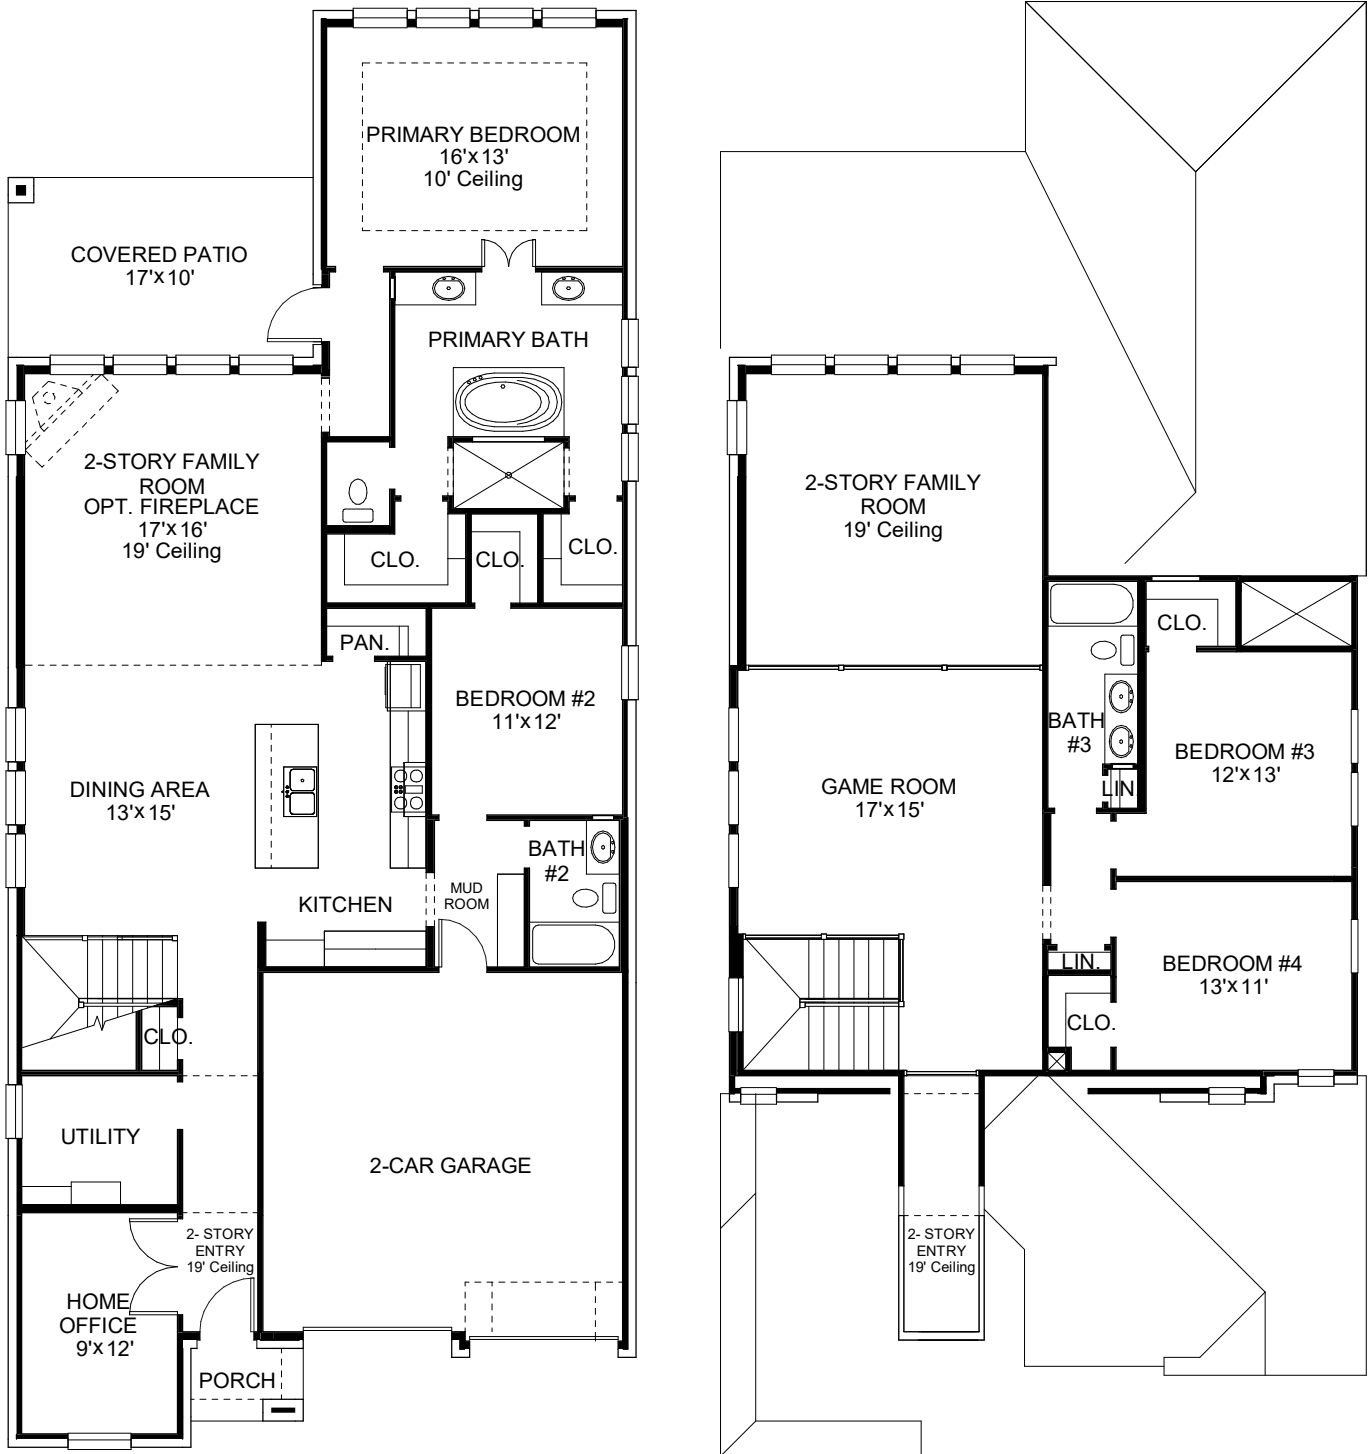 PRIMARY BEDROOM
16'x13'
10' Ceiling
COVERED PATIO
17'x10'
PRIMARY BATH
2-STORY FAMILY
ROOM
OPT. FIREPLACE
17'x16'
19' Ceiling
CLO.
CLO.
CLO.
PAN.
BEDROOM #2
11'x12'
DINING AREA
13'x15'
BATH
#2
MUD
ROOM
KITCHEN
CLO.
UTILITY
2-CAR GARAGE
2- STORY
ENTRY
19' Ceiling
HOME
OFFICE
9'x12'
PORCH
2-STORY FAMILY
ROOM
19' Ceiling
CLO.
BATH
#3
BEDROOM #3
12'x13'
LIN.
GAME ROOM
17'x15'
LIN.
BEDROOM #4
13'x11'
CLO.
2- STORY
ENTRY
19' Ceiling